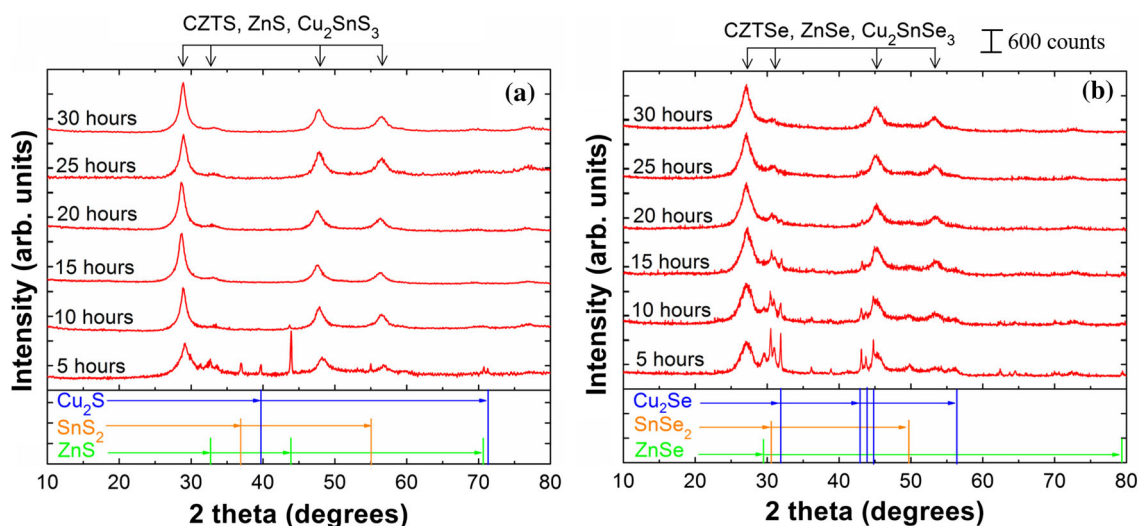 CZTS, ZnS, Cu₂SnS₃
(a)
30 hours
25 hours
20 hours
15 hours
10 hours
5 hours
Cu₂S
SnS₂
ZnS
10 20 30 40 50 60 70 80
2 theta (degrees)
Intensity (arb. units)
CZTSe, ZnSe, Cu₂SnSe₃
600 counts
(b)
30 hours
25 hours
20 hours
15 hours
10 hours
5 hours
Cu₂Se
SnSe₂
ZnSe
10 20 30 40 50 60 70 80
2 theta (degrees)
Intensity (arb. units)